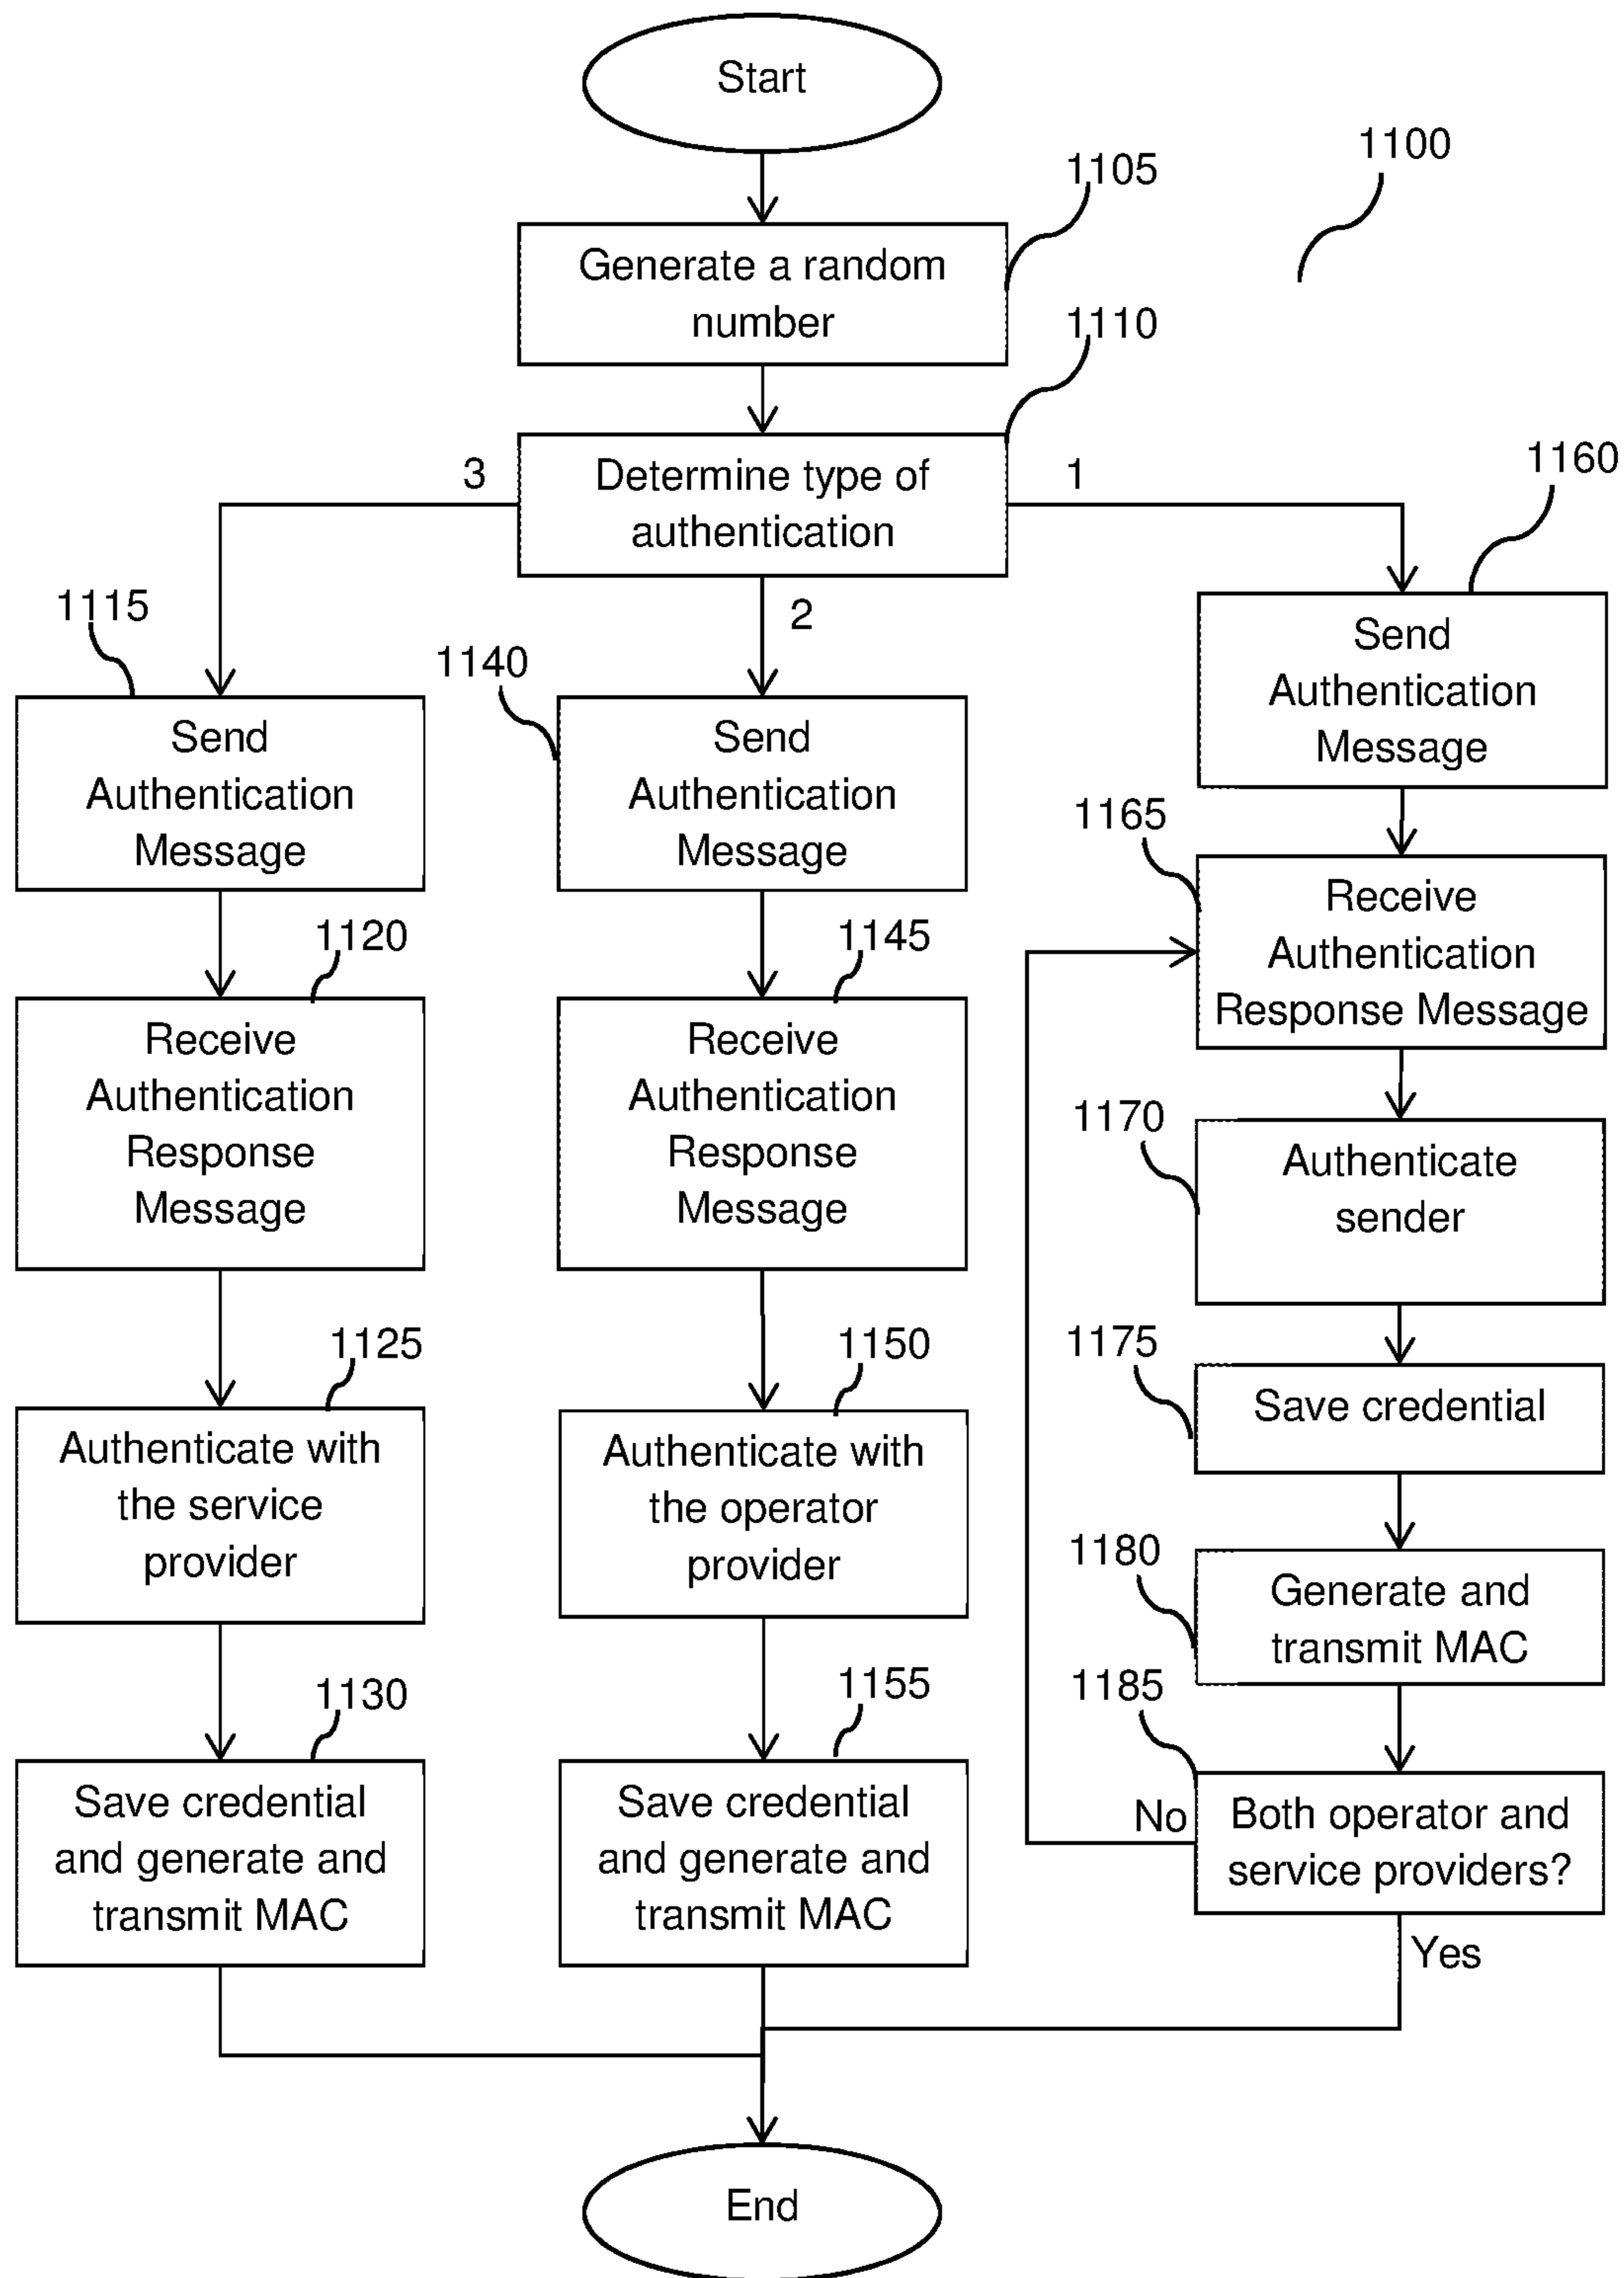 Start
1100
1105
Generate a random
number
1110
3
Determine type of
authentication
1
1160
2
1115
1140
Send
Authentication
Message
Send
Authentication
Message
Send
Authentication
Message
1165
Receive
Authentication
Response Message
1120
1145
Receive
Authentication
Response
Message
Receive
Authentication
Response
Message
1170
Authenticate
sender
1125
1150
1175
Save credential
Authenticate with
the service
provider
Authenticate with
the operator
provider
1180
Generate and
transmit MAC
1130
1155
1185
Save credential
and generate and
transmit MAC
Save credential
and generate and
transmit MAC
No
Both operator and
service providers?
Yes
End